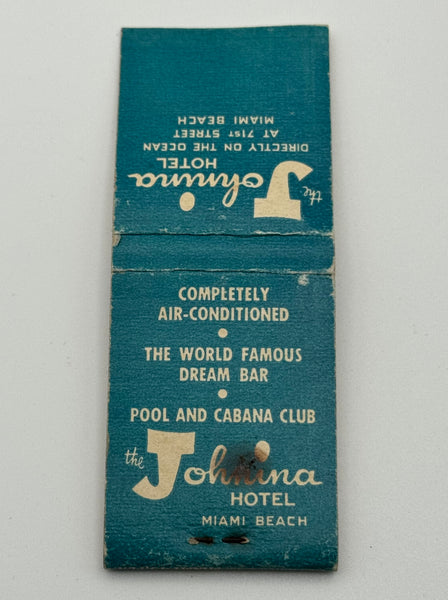 the Johnina
HOTEL
DIRECTLY ON THE OCEAN
AT 71ST STREET
MIAMI BEACH
COMPLETELY
AIR-CONDITIONED
•
THE WORLD FAMOUS
DREAM BAR
•
POOL AND CABANA CLUB
the Johnina
HOTEL
MIAMI BEACH